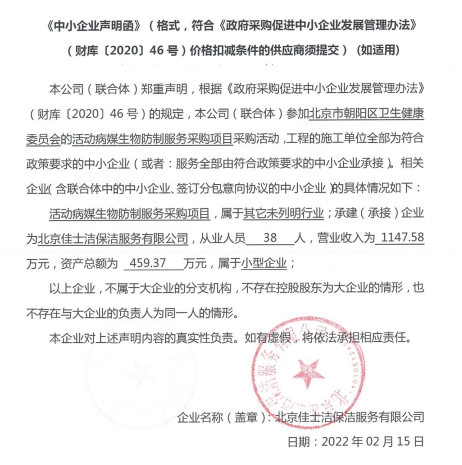 《中小企业声明函》（格式，符合《政府采购促进中小企业发展管理办法》
（财库〔2020〕46 号）价格扣减条件的供应商须提交）（如适用)
本公司（联合体）郑重声明，根据《政府采购促进中小企业发展管理办法》
（财库〔2020〕46 号）的规定，本公司（联合体）参加北京市朝阳区卫生健康
委员会的活动病媒生物防制服务采购项目采购活动，工程的施工单位全部为符合
政策要求的中小企业（或者：服务全部由符合政策要求的中小企业承接）。相关
企业（含联合体中的中小企业、签订分包意向协议的中小企业）的具体情况如下：
活动病媒生物防制服务采购项目，属于其它未列明行业；承建（承接）企业
为北京佳士洁保洁服务有限公司，从业人员 38 人，营业收入为 1147.58
万元，资产总额为 459.37 万元，属于小型企业；
以上企业，不属于大企业的分支机构，不存在控股股东为大企业的情形，也
不存在与大企业的负责人为同一人的情形。
本企业对上述声明内容的真实性负责。如有虚假，将依法承担相应责任。
北京佳士洁保洁服务有限公司
企业名称（盖章）：北京佳士洁保洁服务有限公司
日期：2022 年 02 月 15 日